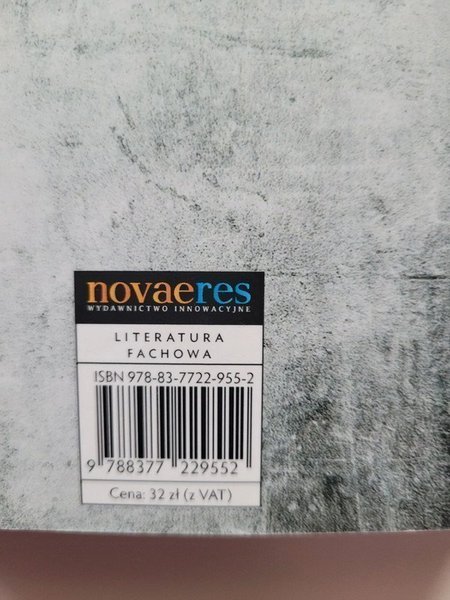 novaeres
WYDAWNICTWO INNOWACYJNE
LITERATURA
FACHOWA
ISBN 978-83-7722-955-2
9 788377 229552
Cena: 32 zł (z VAT)